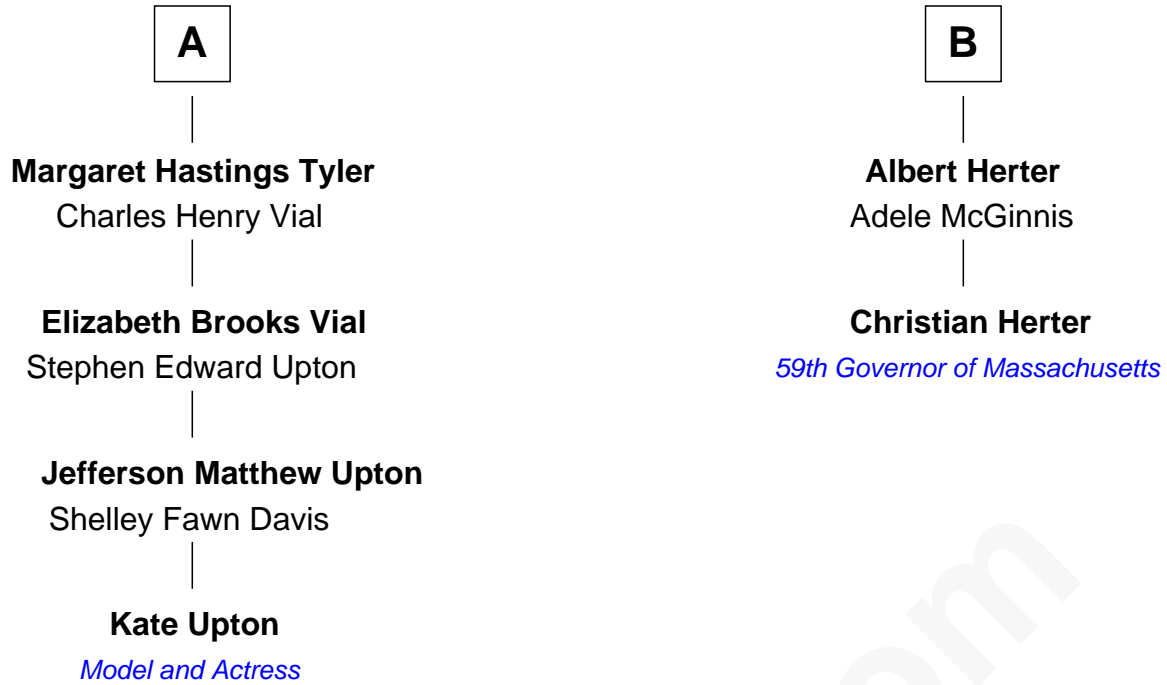 A
Margaret Hastings Tyler
Charles Henry Vial
Elizabeth Brooks Vial
Stephen Edward Upton
Jefferson Matthew Upton
Shelley Fawn Davis
Kate Upton
Model and Actress
B
Albert Herter
Adele McGinnis
Christian Herter
59th Governor of Massachusetts
om